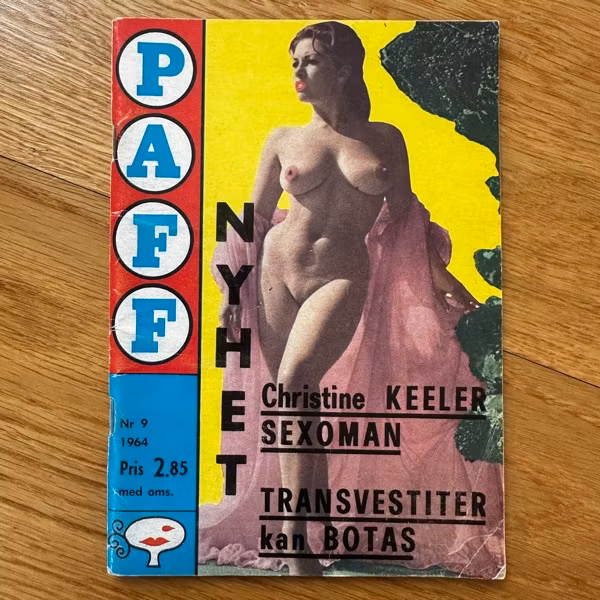 PAFF
Nr 9
1964
Pris 2.85
med oms.
NYHET
Christine KEELER
SEXOMAN
TRANSVESTITER
kan BOTAS